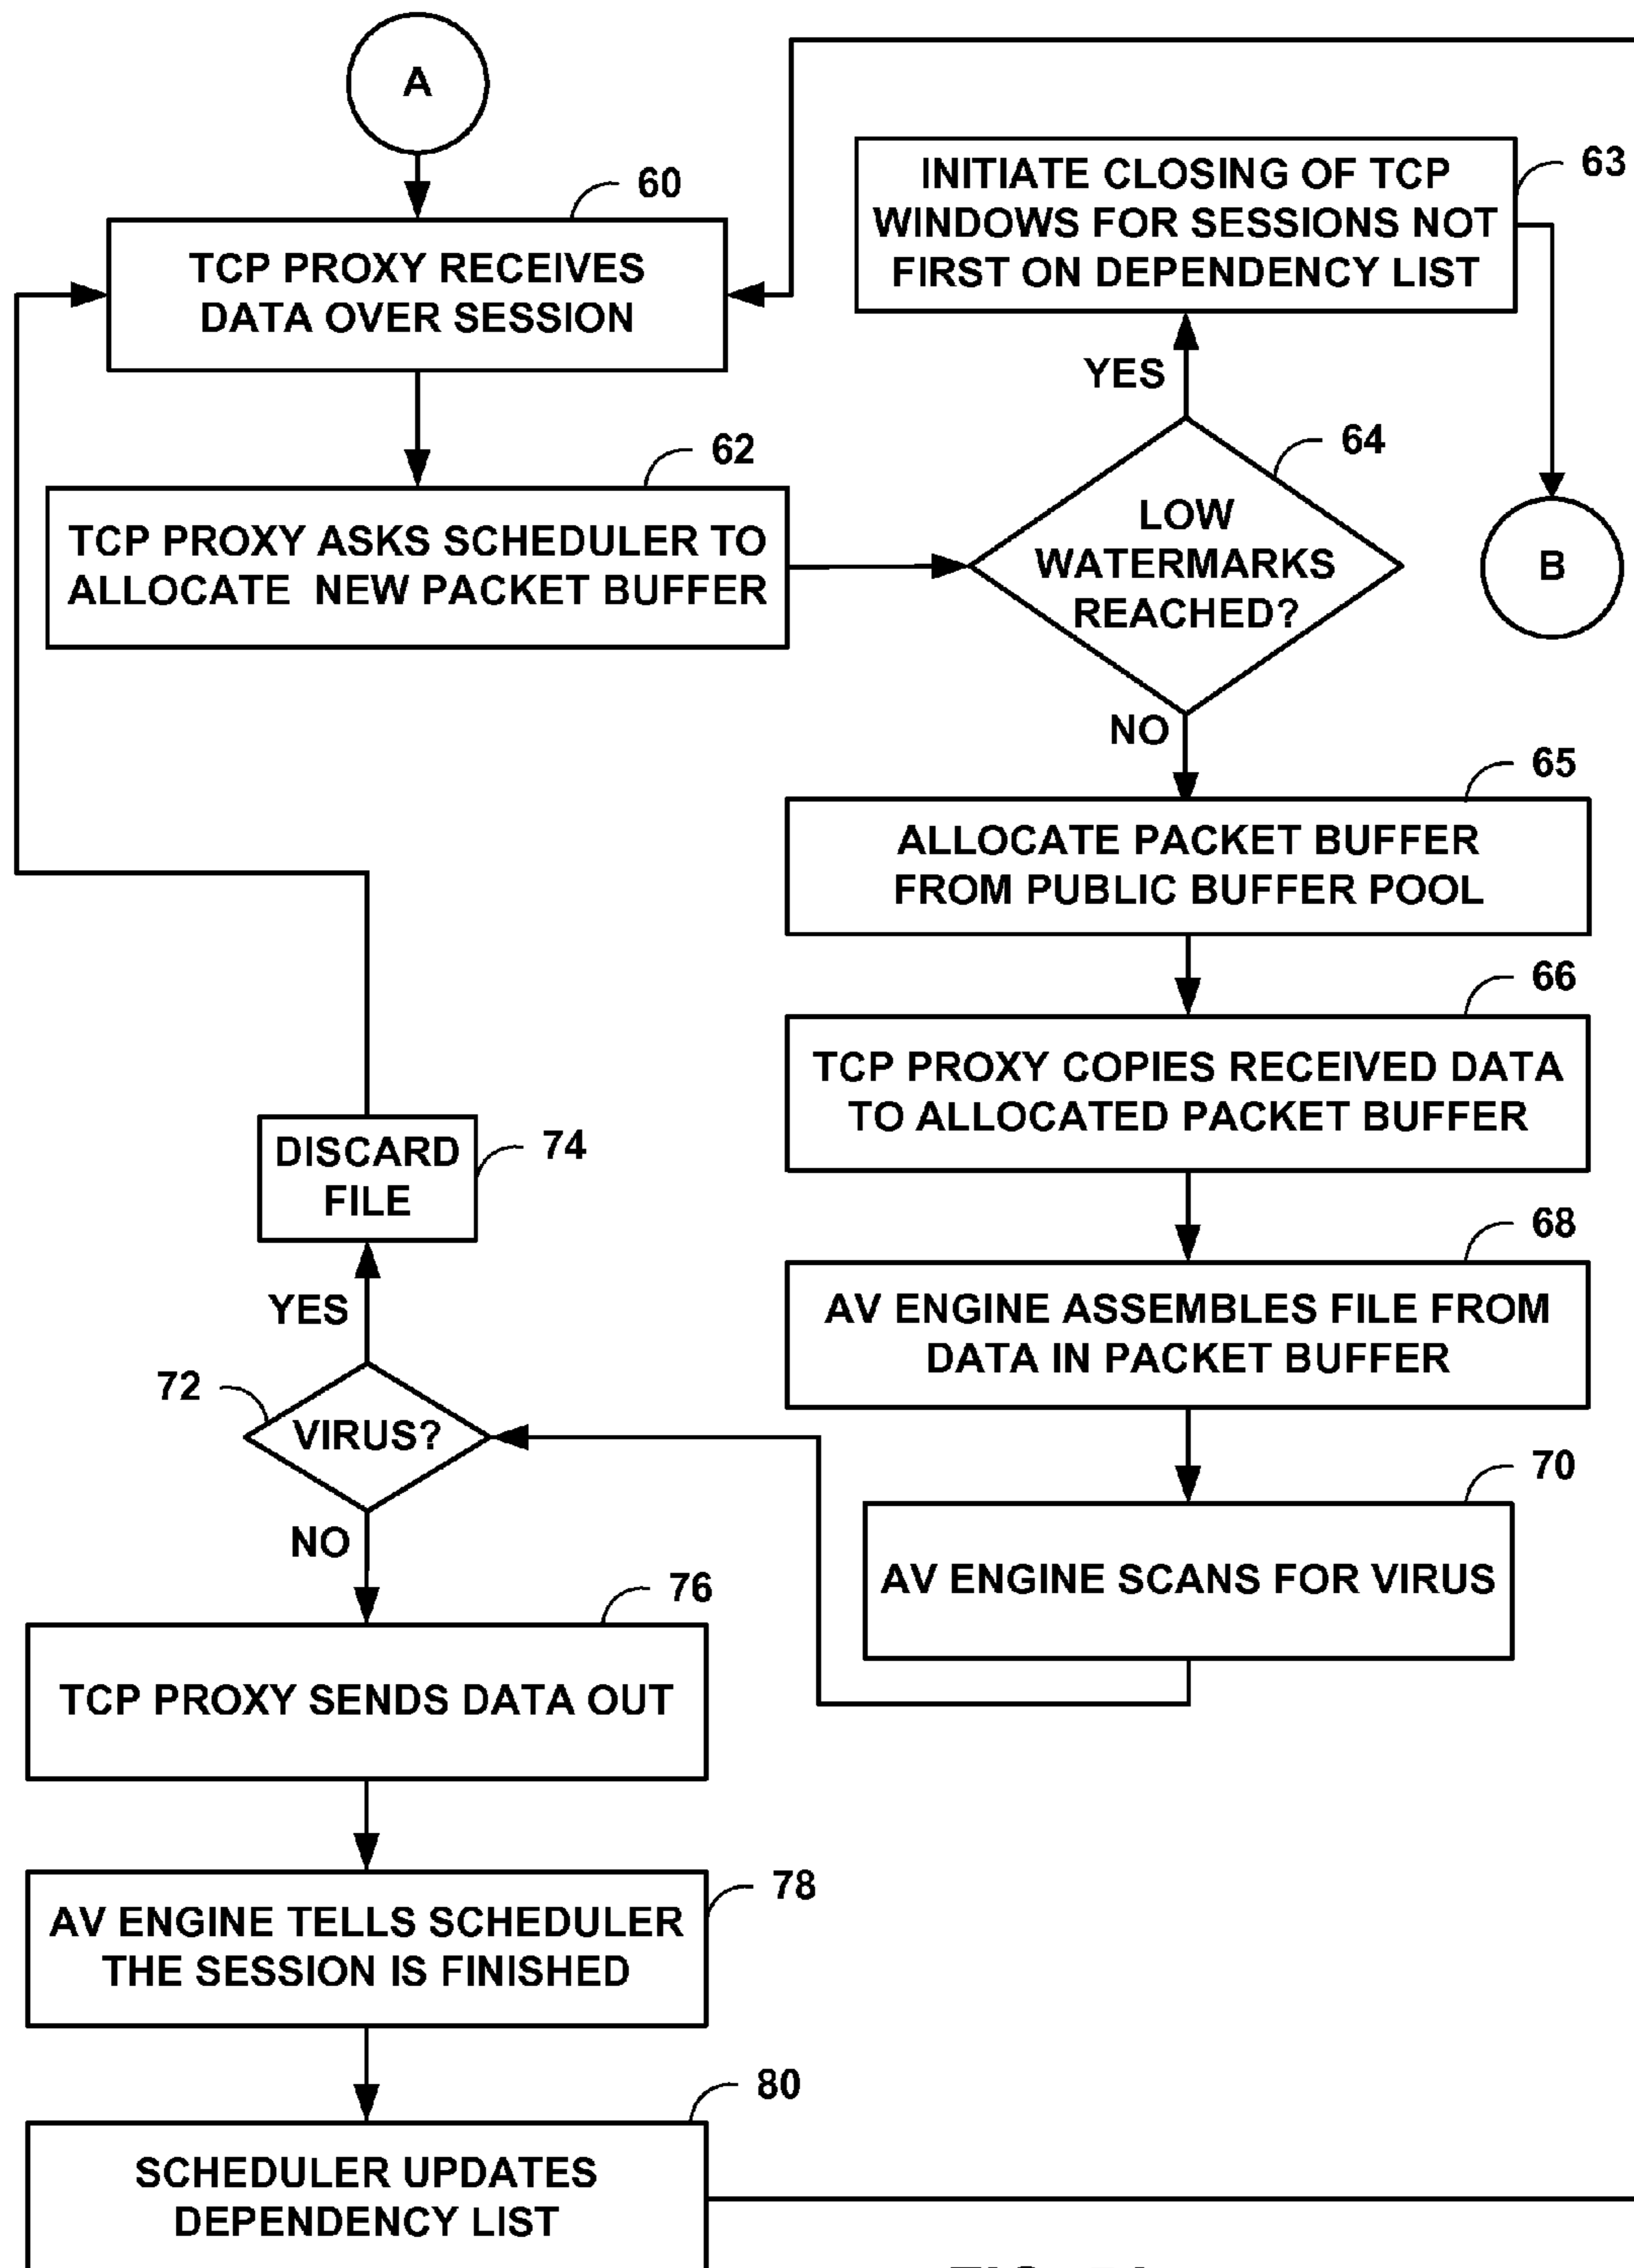 A
60
TCP PROXY RECEIVES
DATA OVER SESSION
62
TCP PROXY ASKS SCHEDULER TO
ALLOCATE NEW PACKET BUFFER
63
INITIATE CLOSING OF TCP
WINDOWS FOR SESSIONS NOT
FIRST ON DEPENDENCY LIST
YES
64
LOW
WATERMARKS
REACHED?
B
NO
65
ALLOCATE PACKET BUFFER
FROM PUBLIC BUFFER POOL
66
TCP PROXY COPIES RECEIVED DATA
TO ALLOCATED PACKET BUFFER
68
AV ENGINE ASSEMBLES FILE FROM
DATA IN PACKET BUFFER
70
AV ENGINE SCANS FOR VIRUS
74
DISCARD
FILE
YES
72
VIRUS?
NO
76
TCP PROXY SENDS DATA OUT
78
AV ENGINE TELLS SCHEDULER
THE SESSION IS FINISHED
80
SCHEDULER UPDATES
DEPENDENCY LIST